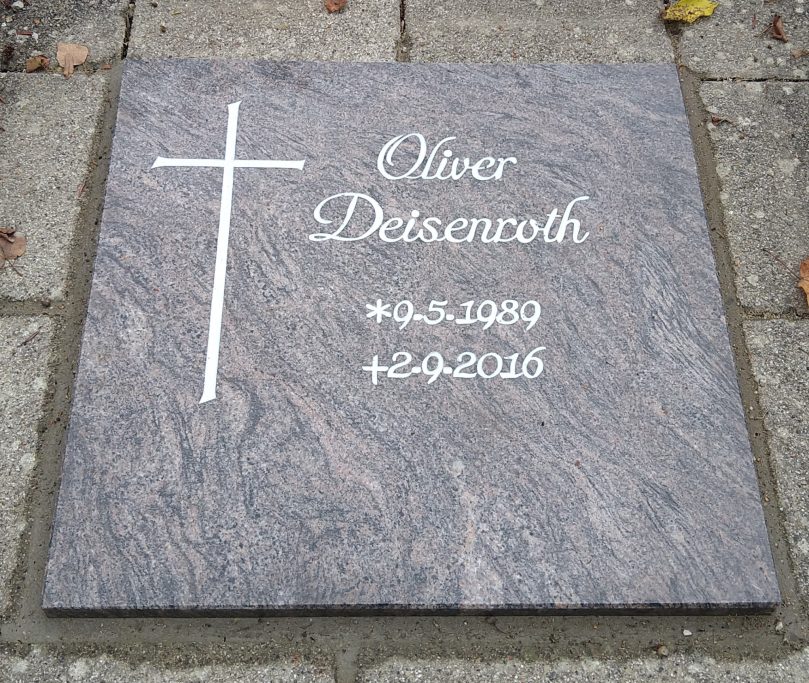 Oliver
Deisenroth
*9.5.1989
+2.9.2016